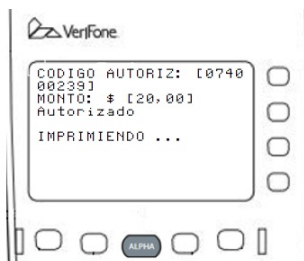 VeriFone
CODIGO AUTORIZ: [0740
00239]
MONTO: $ [20,00]
Autorizado
IMPRIMIENDO ...
ALPHA